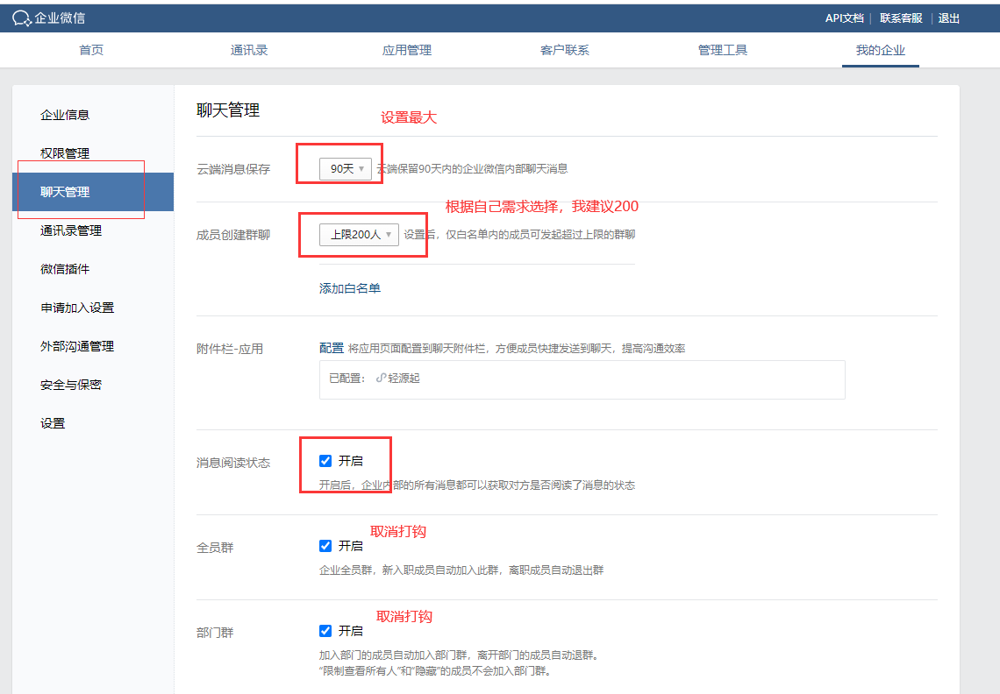 企业微信
API文档 | 联系客服 | 退出
首页 通讯录 应用管理 客户联系 管理工具 我的企业
企业信息
权限管理
聊天管理
通讯录管理
微信插件
申请加入设置
外部沟通管理
安全与保密
设置
聊天管理
设置最大
云端消息保存 90天 云端保留90天内的企业微信内部聊天消息
根据自己需求选择，我建议200
成员创建群聊 上限200人 设置后，仅白名单内的成员可发起超过上限的群聊
添加白名单
附件栏-应用 配置 将应用页面配置到聊天附件栏，方便成员快捷发送到聊天，提高沟通效率
已配置： 轻源起
消息阅读状态 开启
开启后，企业内部的所有消息都可以获取对方是否阅读了消息的状态
取消打钩
全员群 开启
企业全员群，新入职成员自动加入此群，离职成员自动退出群
取消打钩
部门群 开启
加入部门的成员自动加入部门群，离开部门的成员自动退群。
“限制查看所有人”和“隐藏”的成员不会加入部门群。